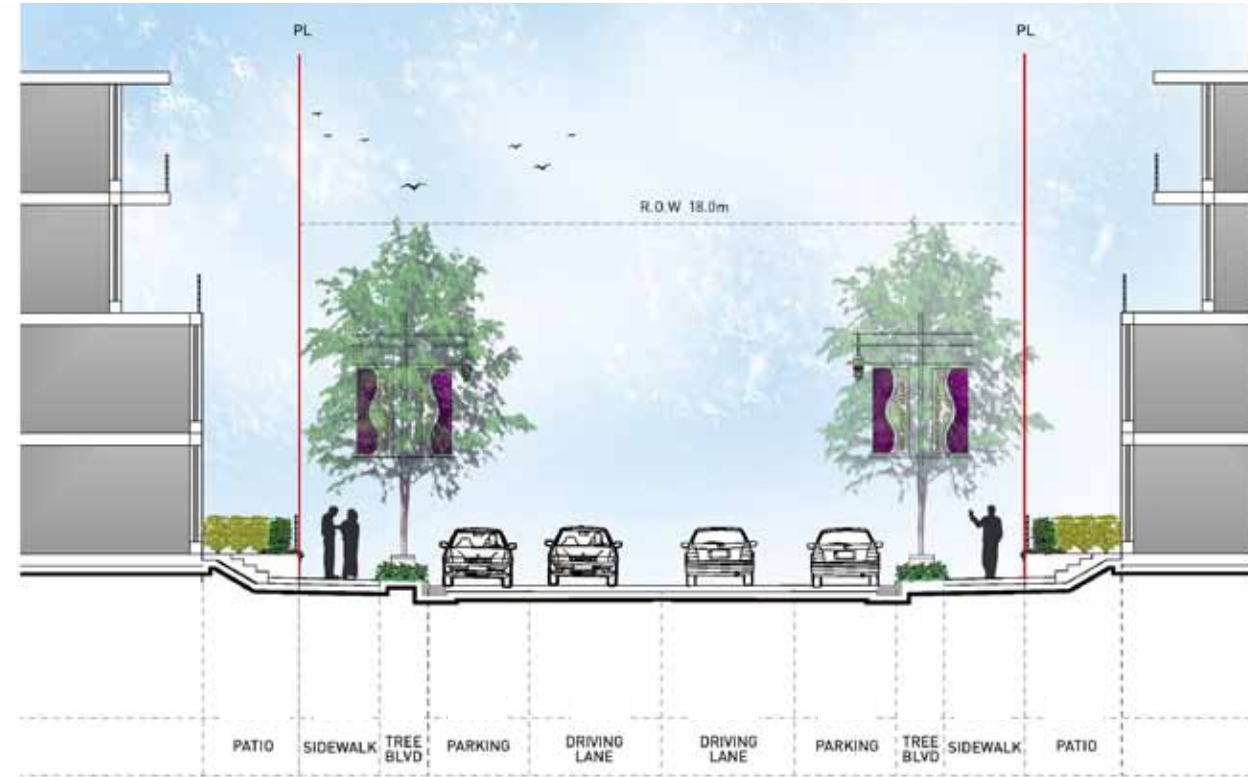 PL
PL
R.O.W 18.0m
PATIO
SIDEWALK
TREE
BLVD
PARKING
DRIVING
LANE
DRIVING
LANE
PARKING
TREE
BLVD
SIDEWALK
PATIO